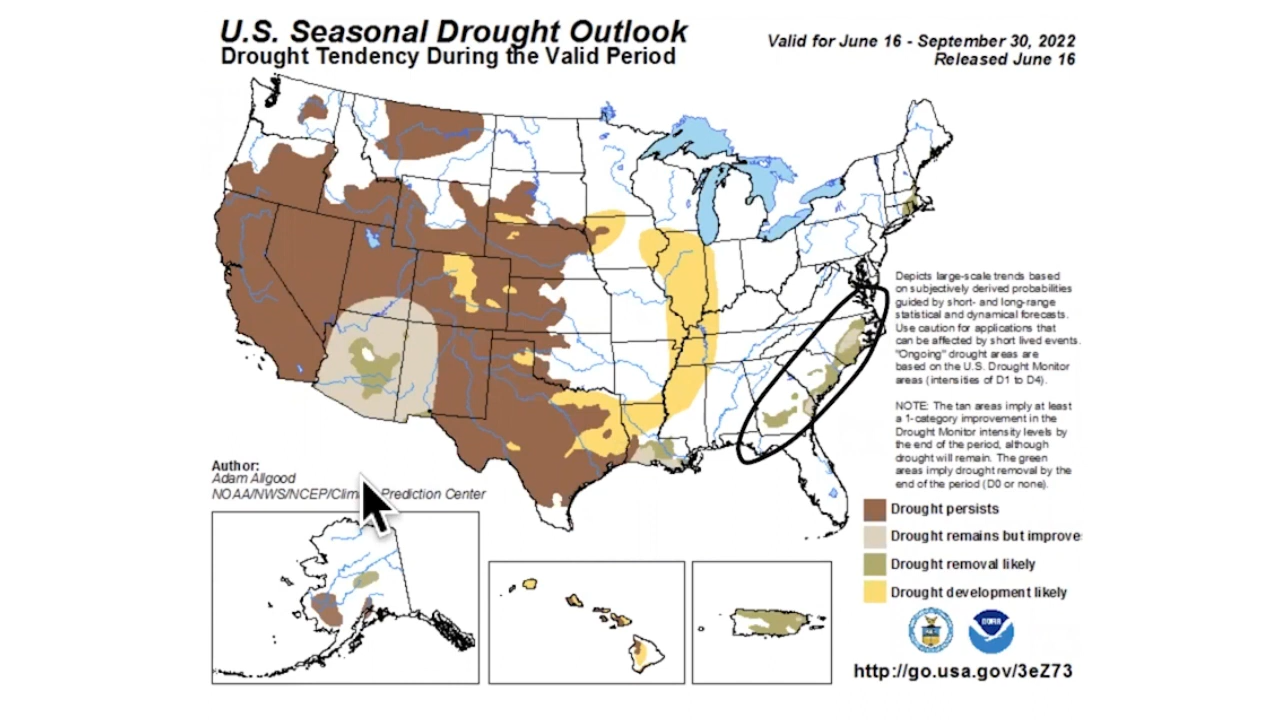 U.S. Seasonal Drought Outlook
Drought Tendency During the Valid Period
Valid for June 16 - September 30, 2022
Released June 16
Depicts large-scale trends based
on subjectively derived probabilities
guided by short- and long-range
statistical and dynamical forecasts.
Use caution for applications that
can be affected by short lived events.
"Ongoing" drought areas are
based on the U.S. Drought Monitor
areas (intensities of D1 to D4).
NOTE: The tan areas imply at least
a 1-category improvement in the
Drought Monitor intensity levels by
the end of the period, although
drought will remain. The green
areas imply drought removal by the
end of the period (D0 or none).
Author:
Adam Allgood
NOAA/NWS/NCEP/Clim Prediction Center
Drought persists
Drought remains but improve
Drought removal likely
Drought development likely
NOAA
http://go.usa.gov/3eZ73